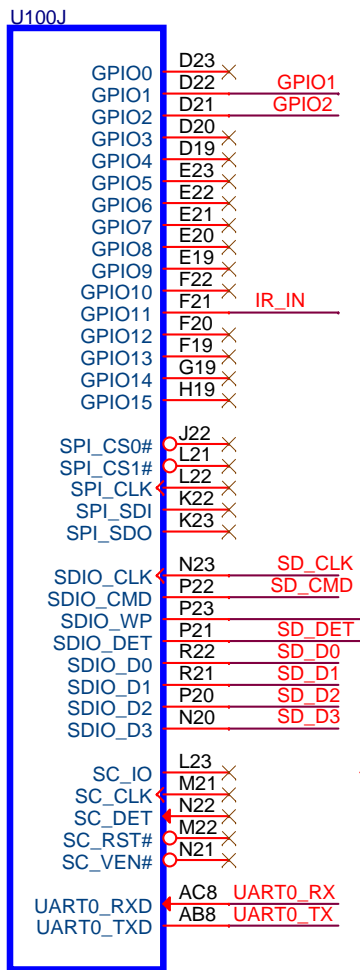 U100J
GPIO0 D23
GPIO1 D22 GPIO1
GPIO2 D21 GPIO2
GPIO3 D20
GPIO4 D19
GPIO5 E23
GPIO6 E22
GPIO7 E21
GPIO8 E20
GPIO9 E19
GPIO10 F22
GPIO11 F21 IR_IN
GPIO12 F20
GPIO13 F19
GPIO14 G19
GPIO15 H19
SPI_CS0# J22
SPI_CS1# L21
SPI_CLK L22
SPI_SDI K22
SPI_SDO K23
SDIO_CLK N23 SD_CLK
SDIO_CMD P22 SD_CMD
SDIO_WP P23
SDIO_DET P21 SD_DET
SDIO_D0 R22 SD_D0
SDIO_D1 R21 SD_D1
SDIO_D2 P20 SD_D2
SDIO_D3 N20 SD_D3
SC_IO L23
SC_CLK M21
SC_DET N22
SC_RST# M22
SC_VEN# N21
UART0_RXD AC8 UART0_RX
UART0_TXD AB8 UART0_TX